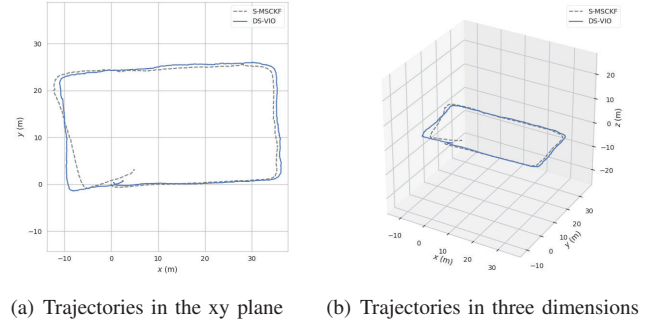 S-MSCKF
DS-VIO
30
20
10
0
−10
y (m)
−10
0
10
20
30
x (m)
S-MSCKF
DS-VIO
20
10
0
−10
−20
z (m)
−10
0
10
20
30
x (m)
−10
0
10
20
30
y (m)
(a) Trajectories in the xy plane
(b) Trajectories in three dimensions